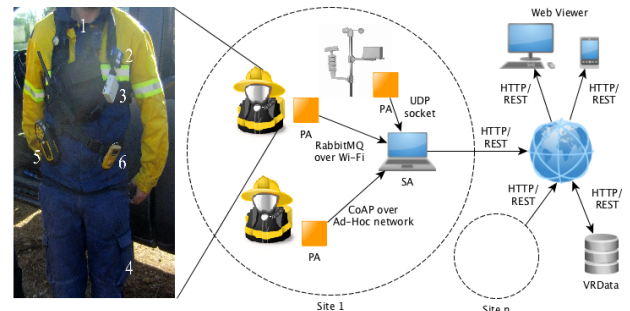 1
2
3
5
6
4
PA
RabbitMQ
over Wi-Fi
PA
UDP
socket
SA
CoAP over
Ad-Hoc network
PA
Site 1
HTTP/
REST
Web Viewer
HTTP/
REST
HTTP/
REST
HTTP/
REST
HTTP/
REST
VRData
Site n